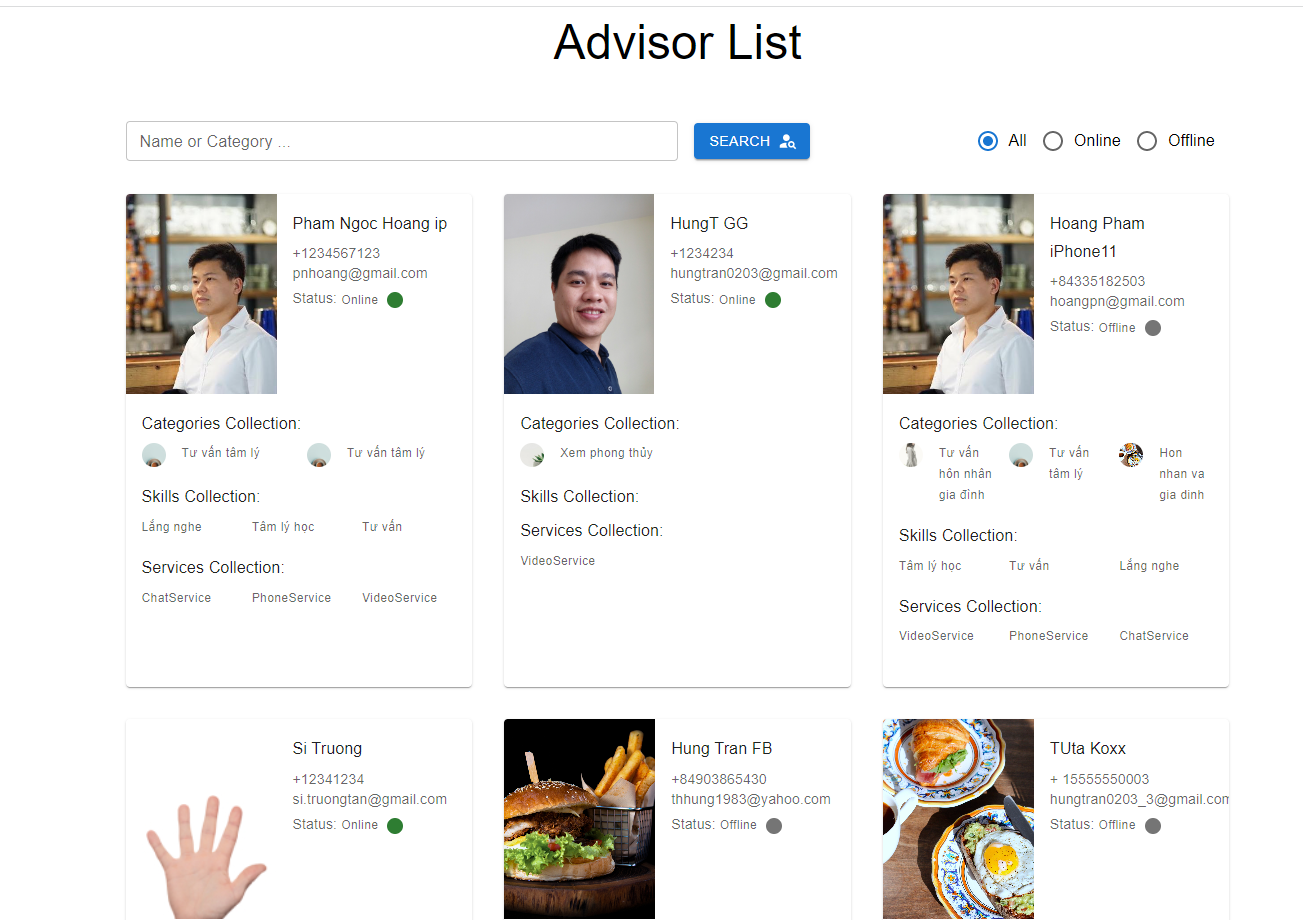 Advisor List
Name or Category ...
SEARCH
All
Online
Offline
Pham Ngoc Hoang ip
+1234567123
pnhoang@gmail.com
Status: Online
Categories Collection:
Tư vấn tâm lý
Tư vấn tâm lý
Skills Collection:
Lắng nghe
Tâm lý học
Tư vấn
Services Collection:
ChatService
PhoneService
VideoService
HungT GG
+1234234
hungtran0203@gmail.com
Status: Online
Categories Collection:
Xem phong thủy
Skills Collection:
Services Collection:
VideoService
Hoang Pham
iPhone11
+84335182503
hoangpn@gmail.com
Status: Offline
Categories Collection:
Tư vấn
hôn nhân
gia đình
Tư vấn
tâm lý
Hon
nhan va
gia dinh
Skills Collection:
Tâm lý học
Tư vấn
Lắng nghe
Services Collection:
VideoService
PhoneService
ChatService
Si Truong
+12341234
si.truongtan@gmail.com
Status: Online
Hung Tran FB
+84903865430
thhung1983@yahoo.com
Status: Offline
TUta Koxx
+ 15555550003
hungtran0203_3@gmail.com
Status: Offline